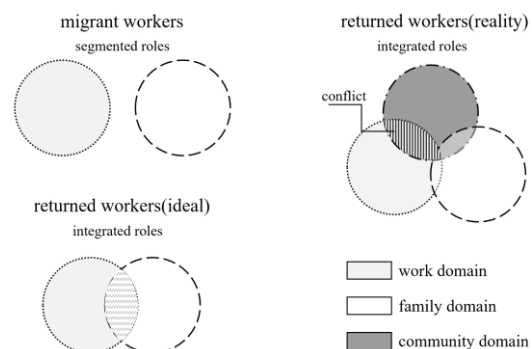 migrant workers
segmented roles
returned workers(reality)
integrated roles
conflict
returned workers(ideal)
integrated roles
work domain
family domain
community domain